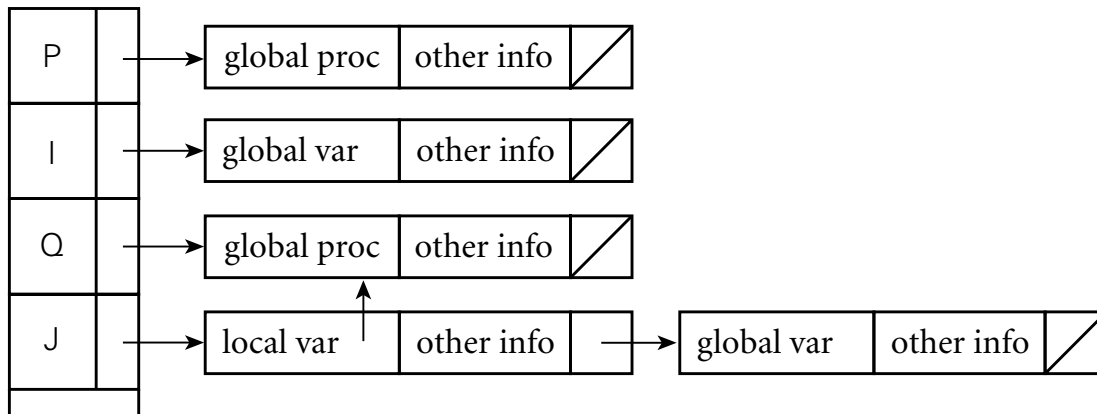 P global proc other info
I global var other info
Q global proc other info
J local var other info global var other info